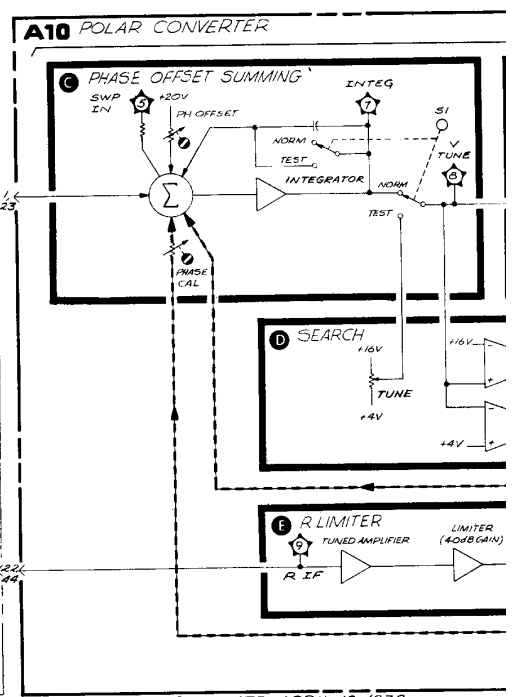 A10 POLAR CONVERTER
C PHASE OFFSET SUMMING
SWP IN
5
+20V
PH OFFSET
INTEG
7
S1
NORM
TEST
INTEGRATOR
V TUNE
8
NORM
TEST
1
23
Σ
PHASE CAL
D SEARCH
+16V
TUNE
+4V
+16V
-
+
-
+
+4V
E R LIMITER
9
TUNED AMPLIFIER
LIMITER
(40dB GAIN)
R IF
22
44